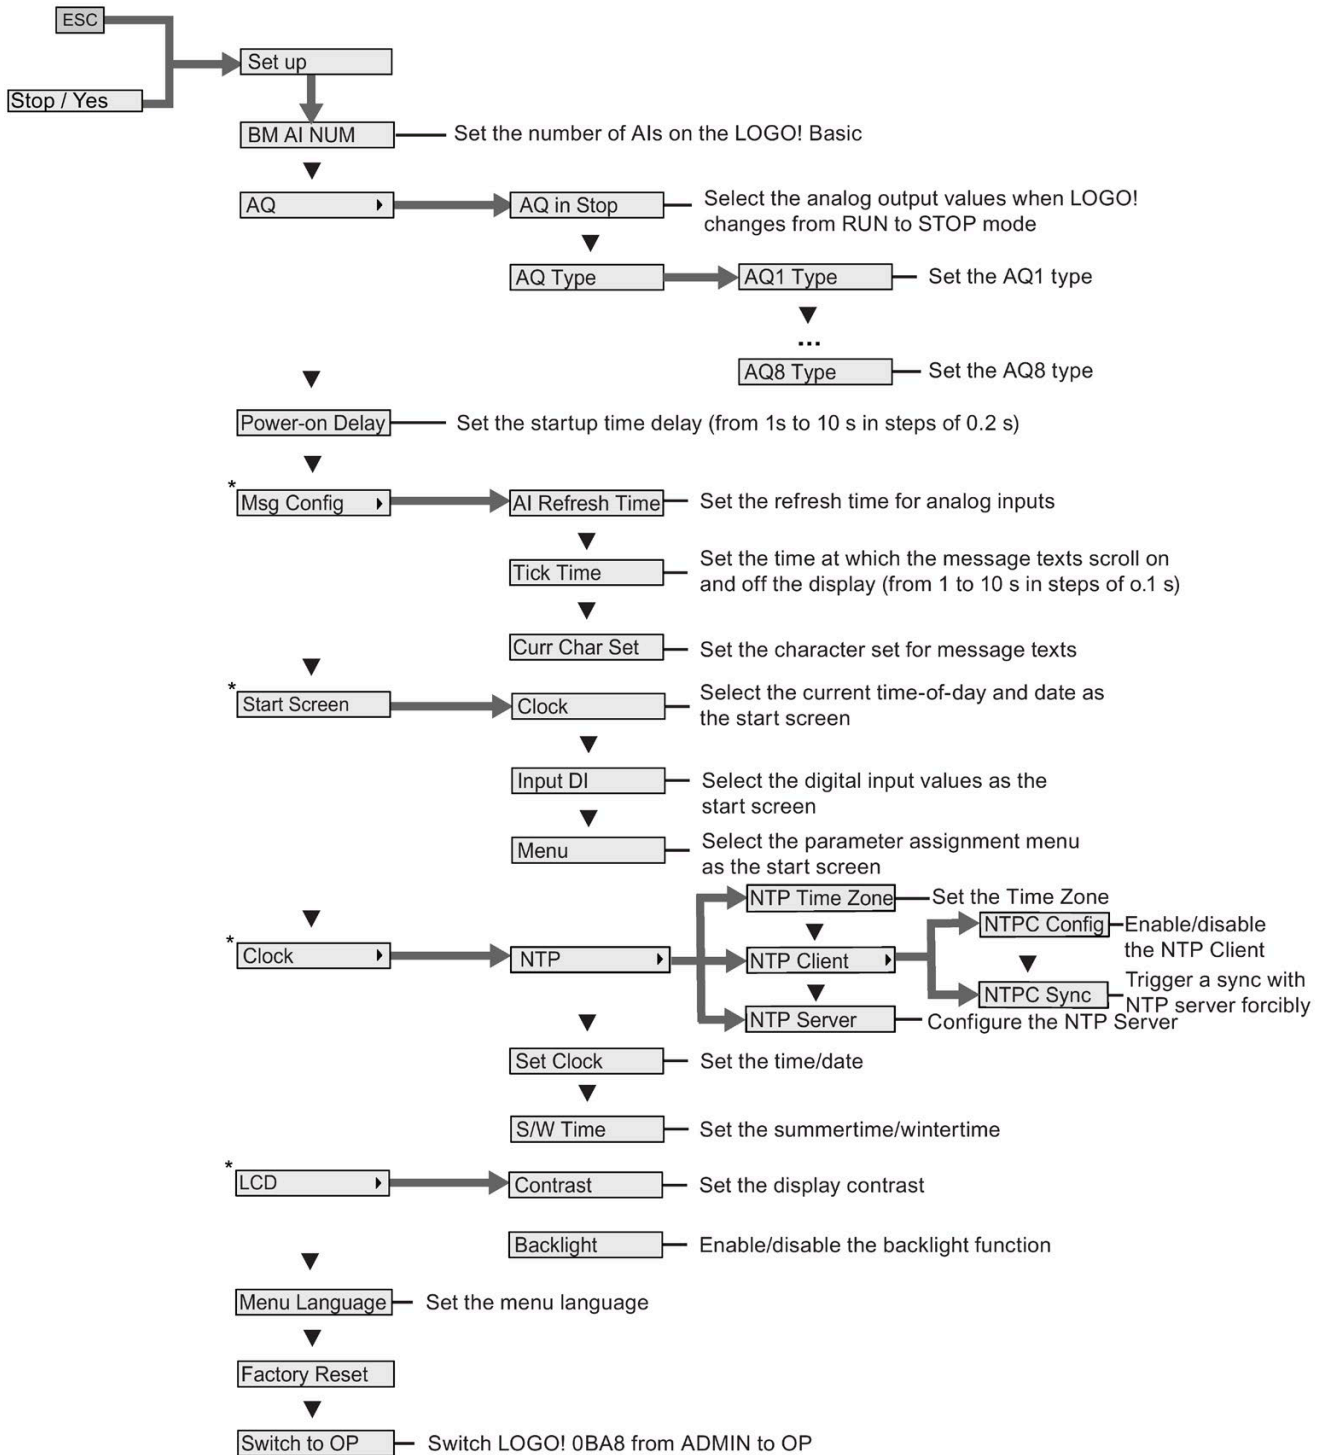 ESC
Set up
Stop / Yes
BM AI NUM
Set the number of AIs on the LOGO! Basic
AQ
AQ in Stop
Select the analog output values when LOGO!
changes from RUN to STOP mode
AQ Type
AQ1 Type
Set the AQ1 type
...
AQ8 Type
Set the AQ8 type
Power-on Delay
Set the startup time delay (from 1s to 10 s in steps of 0.2 s)
*
Msg Config
AI Refresh Time
Set the refresh time for analog inputs
Tick Time
Set the time at which the message texts scroll on
and off the display (from 1 to 10 s in steps of o.1 s)
Curr Char Set
Set the character set for message texts
*
Start Screen
Clock
Select the current time-of-day and date as
the start screen
Input DI
Select the digital input values as the
start screen
Menu
Select the parameter assignment menu
as the start screen
NTP Time Zone
Set the Time Zone
*
Clock
NTP
NTP Client
NTPC Config
Enable/disable
the NTP Client
NTPC Sync
Trigger a sync with
NTP server forcibly
NTP Server
Configure the NTP Server
Set Clock
Set the time/date
S/W Time
Set the summertime/wintertime
*
LCD
Contrast
Set the display contrast
Backlight
Enable/disable the backlight function
Menu Language
Set the menu language
Factory Reset
Switch to OP
Switch LOGO! 0BA8 from ADMIN to OP